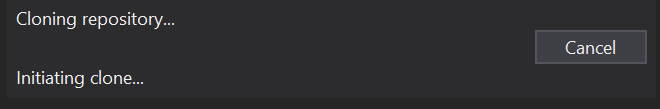 Cloning repository...
Cancel
Initiating clone...